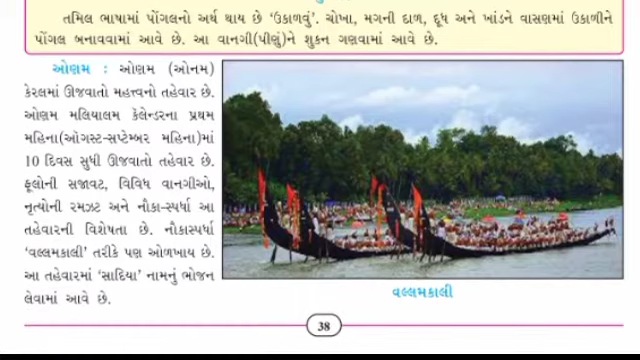 તમિલ ભાષામાં પોંગલનો અર્થ થાય છે 'ઉકાળવું'. ચોખા, મગની દાળ, દૂધ અને ખાંડને વાસણમાં ઉકાળીને
પોંગલ બનાવવામાં આવે છે. આ વાનગી(પીણું)ને શુકન ગણવામાં આવે છે.
ઓણમ : ઓણમ (ઓનમ)
કેરલમાં ઊજવાતો મહત્ત્વનો તહેવાર છે.
ઓણમ મલિયાલમ કૅલેન્ડરના પ્રથમ
મહિના(ઑગસ્ટ-સપ્ટેમ્બર મહિના)માં
10 દિવસ સુધી ઊજવાતો તહેવાર છે.
ફૂલોની સજાવટ, વિવિધ વાનગીઓ,
નૃત્યોની રમઝટ અને નૌકા-સ્પર્ધા આ
તહેવારની વિશેષતા છે. નૌકાસ્પર્ધા
'વલ્લમકાલી' તરીકે પણ ઓળખાય છે.
આ તહેવારમાં 'સાદિયા' નામનું ભોજન
લેવામાં આવે છે.
વલ્લમકાલી
38